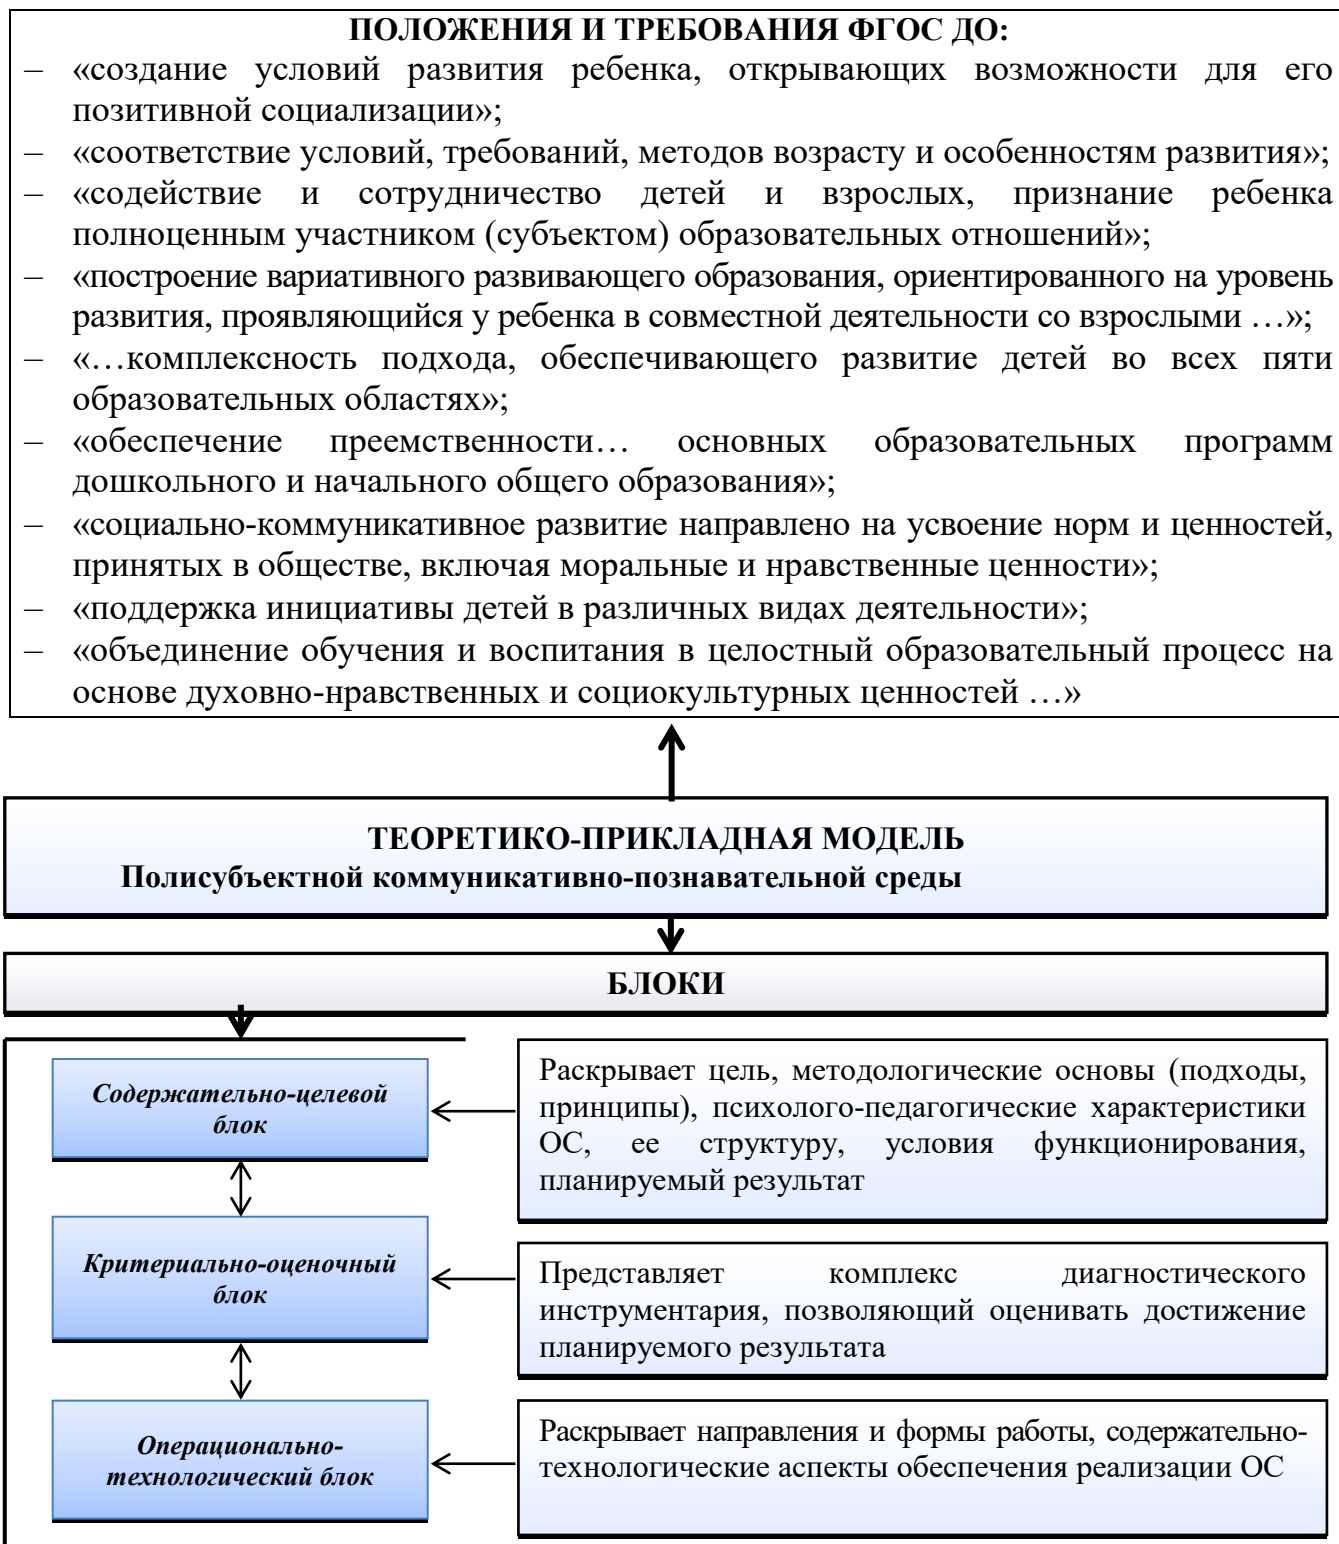 ПОЛОЖЕНИЯ И ТРЕБОВАНИЯ ФГОС ДО:
– «создание условий развития ребенка, открывающих возможности для его
позитивной социализации»;
– «соответствие условий, требований, методов возрасту и особенностям развития»;
– «содействие и сотрудничество детей и взрослых, признание ребенка
полноценным участником (субъектом) образовательных отношений»;
– «построение вариативного развивающего образования, ориентированного на уровень
развития, проявляющийся у ребенка в совместной деятельности со взрослыми …»;
– «…комплексность подхода, обеспечивающего развитие детей во всех пяти
образовательных областях»;
– «обеспечение преемственности… основных образовательных программ
дошкольного и начального общего образования»;
– «социально-коммуникативное развитие направлено на усвоение норм и ценностей,
принятых в обществе, включая моральные и нравственные ценности»;
– «поддержка инициативы детей в различных видах деятельности»;
– «объединение обучения и воспитания в целостный образовательный процесс на
основе духовно-нравственных и социокультурных ценностей …»
ТЕОРЕТИКО-ПРИКЛАДНАЯ МОДЕЛЬ
Полисубъектной коммуникативно-познавательной среды
БЛОКИ
Содержательно-целевой
блок
Раскрывает цель, методологические основы (подходы,
принципы), психолого-педагогические характеристики
ОС, ее структуру, условия функционирования,
планируемый результат
Критериально-оценочный
блок
Представляет комплекс диагностического
инструментария, позволяющий оценивать достижение
планируемого результата
Операционально-
технологический блок
Раскрывает направления и формы работы, содержательно-
технологические аспекты обеспечения реализации ОС